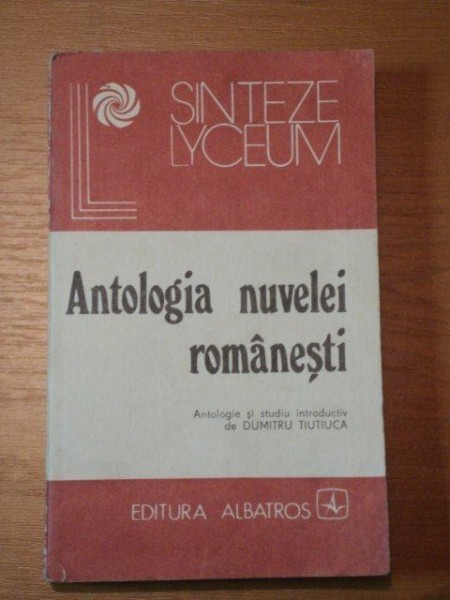 SINTEZE
LYCEUM
Antologia nuvelei
românești
Antologie și studiu introductiv
de DUMITRU TIUTIUCA
EDITURA ALBATROS